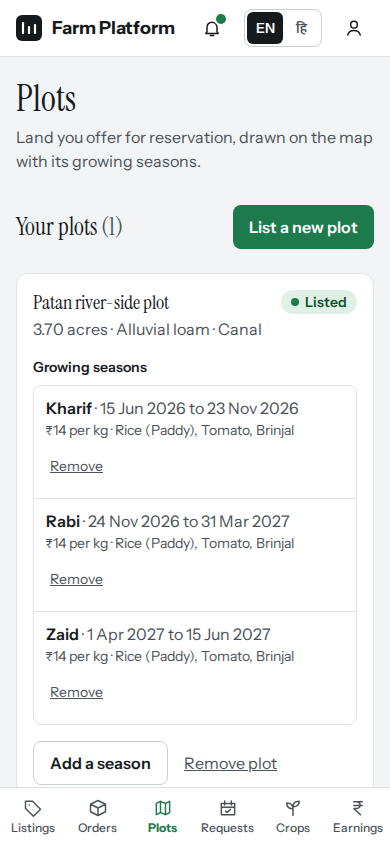 Farm Platform
EN
हि
Plots
Land you offer for reservation, drawn on the map
with its growing seasons.
Your plots (1)
List a new plot
Patan river-side plot
Listed
3.70 acres · Alluvial loam · Canal
Growing seasons
Kharif · 15 Jun 2026 to 23 Nov 2026
₹14 per kg · Rice (Paddy), Tomato, Brinjal
Remove
Rabi · 24 Nov 2026 to 31 Mar 2027
₹14 per kg · Rice (Paddy), Tomato, Brinjal
Remove
Zaid · 1 Apr 2027 to 15 Jun 2027
₹14 per kg · Rice (Paddy), Tomato, Brinjal
Remove
Add a season
Remove plot
Listings
Orders
Plots
Requests
Crops
Earnings